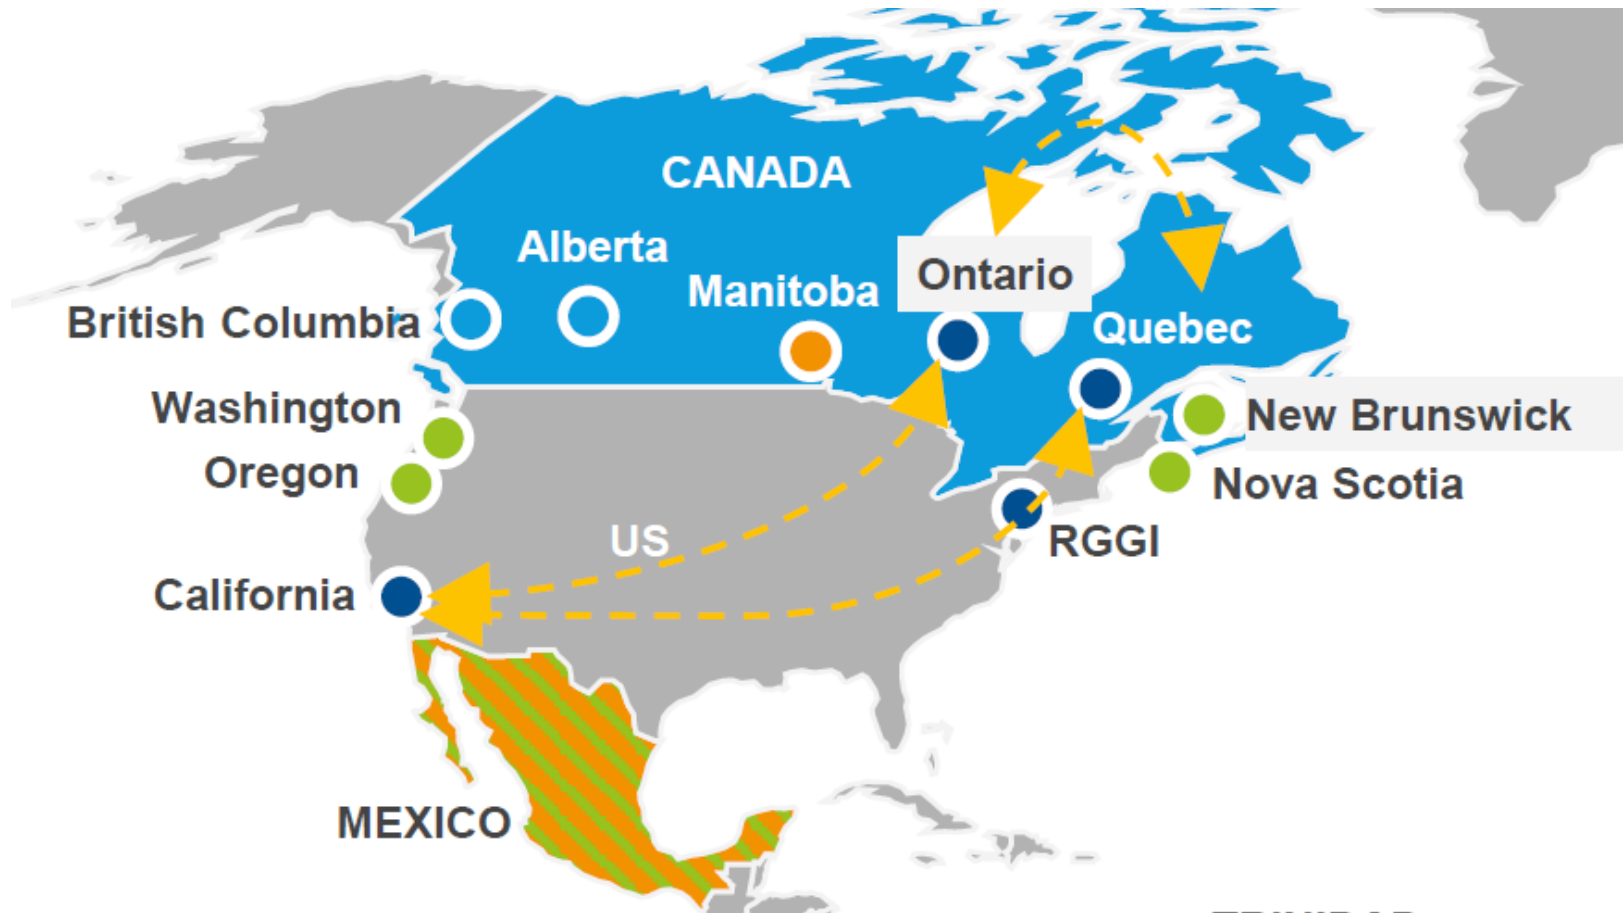 CANADA
Alberta
Manitoba
Ontario
British Columbia
Quebec
Washington
New Brunswick
Oregon
Nova Scotia
US
RGGI
California
MEXICO